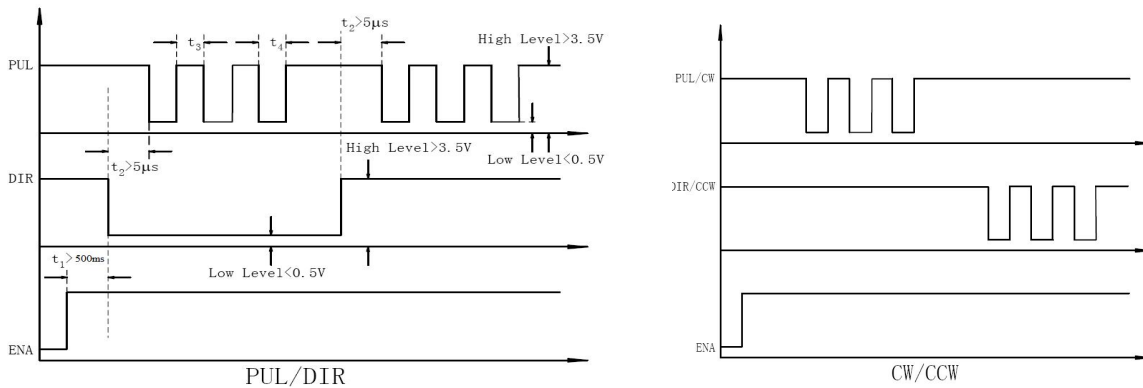 t₂>5μs
High Level>3.5V
t₃
t₄
PUL
t₂>5μs
High Level>3.5V
Low Level<0.5V
DIR
t₁>500ms
Low Level<0.5V
ENA
PUL/DIR
PUL/CW
DIR/CCW
ENA
CW/CCW